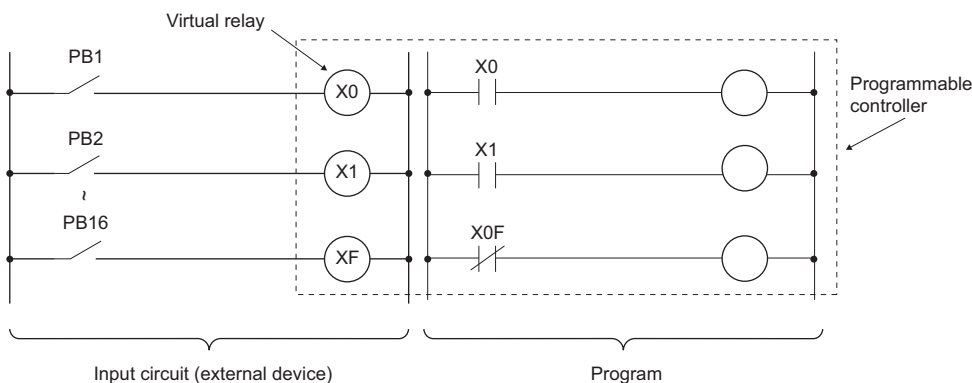 Virtual relay
PB1
X0
X0
Programmable
controller
PB2
X1
X1
~
PB16
XF
X0F
Input circuit (external device)
Program